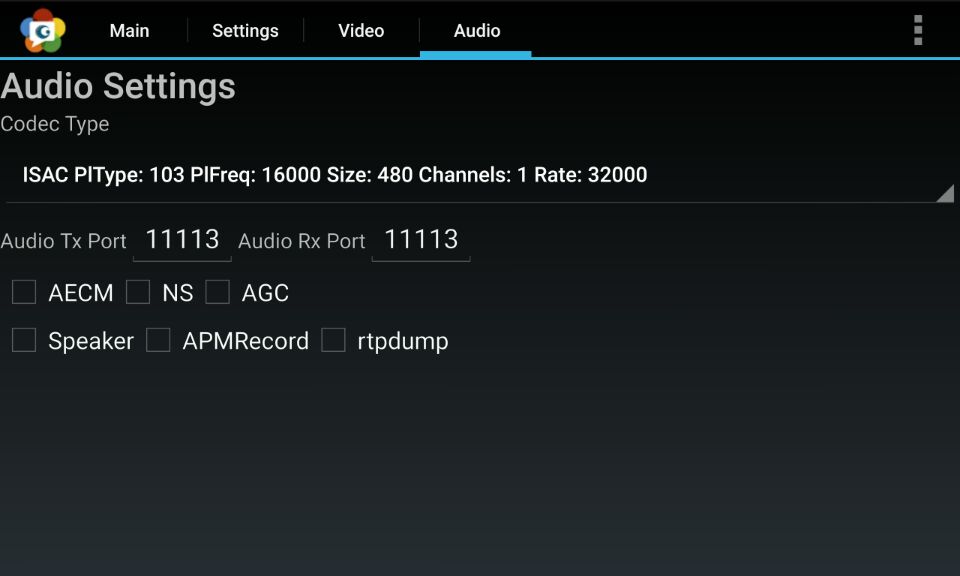 Main Settings Video Audio
Audio Settings
Codec Type
ISAC PlType: 103 PlFreq: 16000 Size: 480 Channels: 1 Rate: 32000
Audio Tx Port 11113 Audio Rx Port 11113
AECM NS AGC
Speaker APMRecord rtpdump